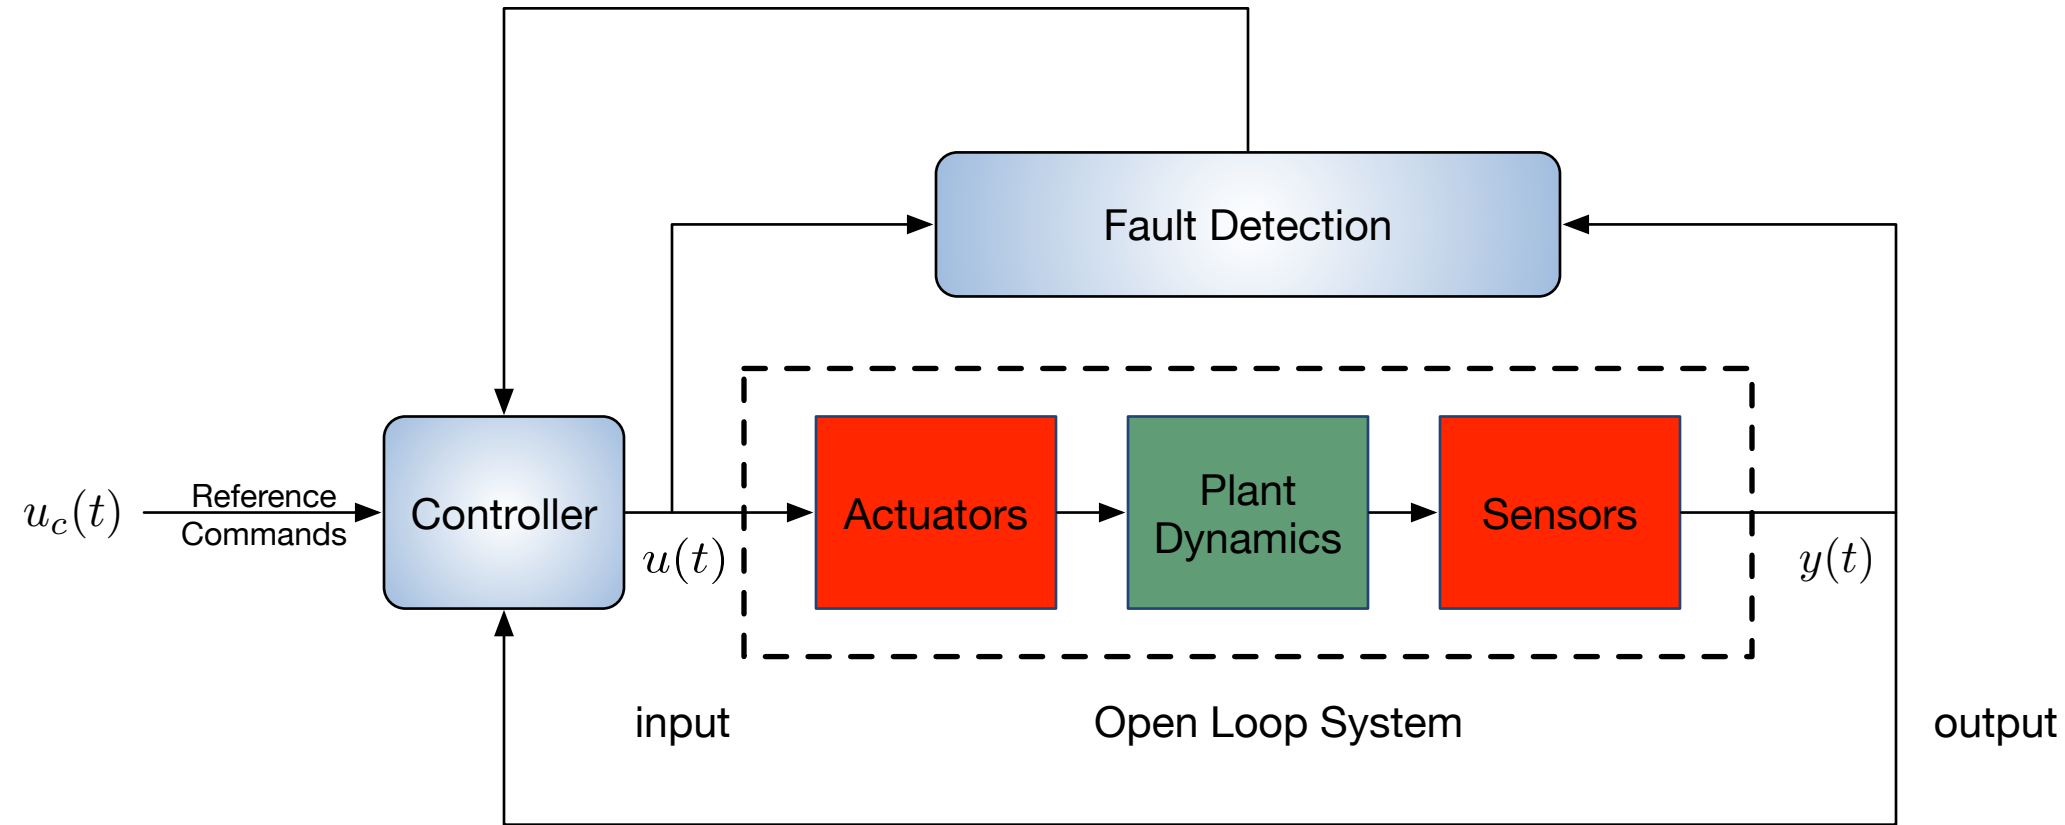 Fault Detection
u_c(t)
Reference
Commands
Controller
u(t)
Actuators
Plant
Dynamics
Sensors
y(t)
input
Open Loop System
output